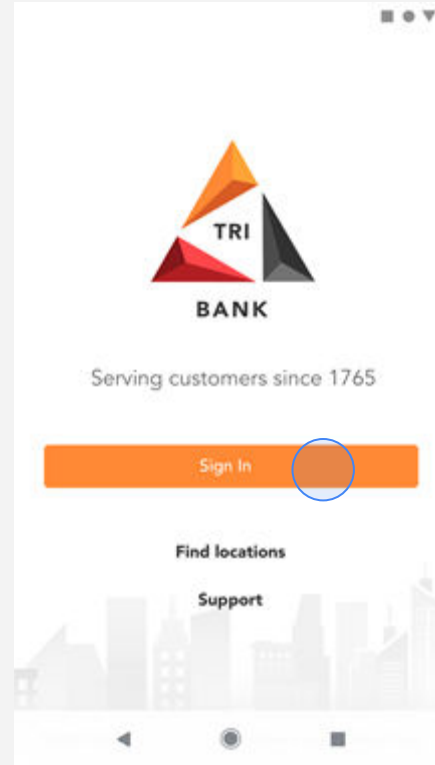 TRI
BANK
Serving customers since 1765
Sign In
Find locations
Support